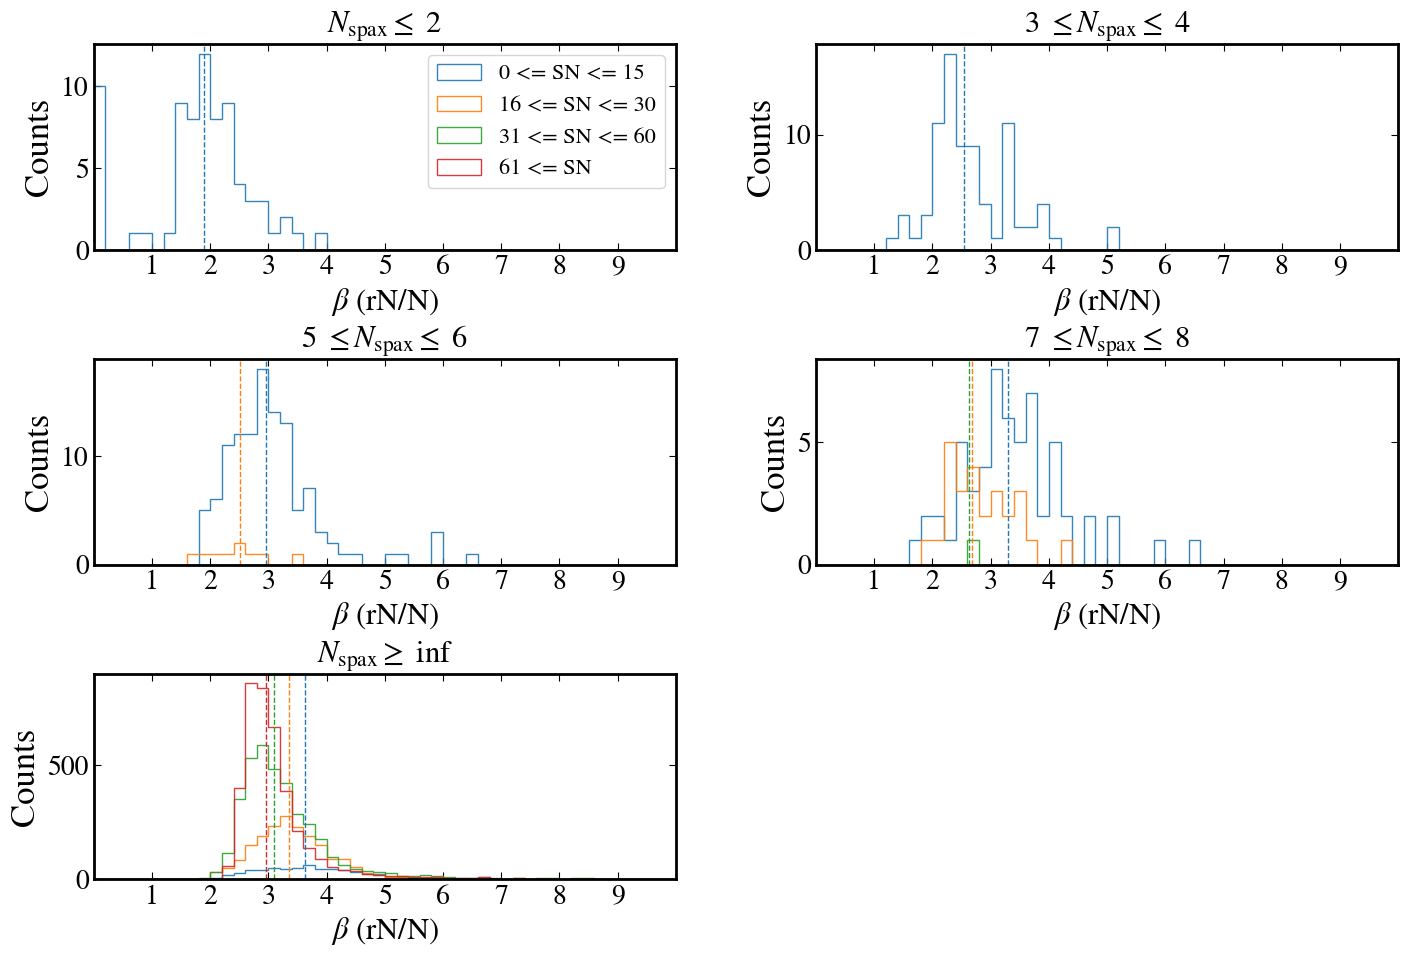 N_spax ≤ 2
Counts
10
5
0
0 <= SN <= 15
16 <= SN <= 30
31 <= SN <= 60
61 <= SN
1 2 3 4 5 6 7 8 9
β (rN/N)
3 ≤N_spax≤ 4
Counts
10
0
1 2 3 4 5 6 7 8 9
β (rN/N)
5 ≤N_spax≤ 6
Counts
10
0
1 2 3 4 5 6 7 8 9
β (rN/N)
7 ≤N_spax≤ 8
Counts
5
0
1 2 3 4 5 6 7 8 9
β (rN/N)
N_spax ≥ inf
Counts
500
0
1 2 3 4 5 6 7 8 9
β (rN/N)